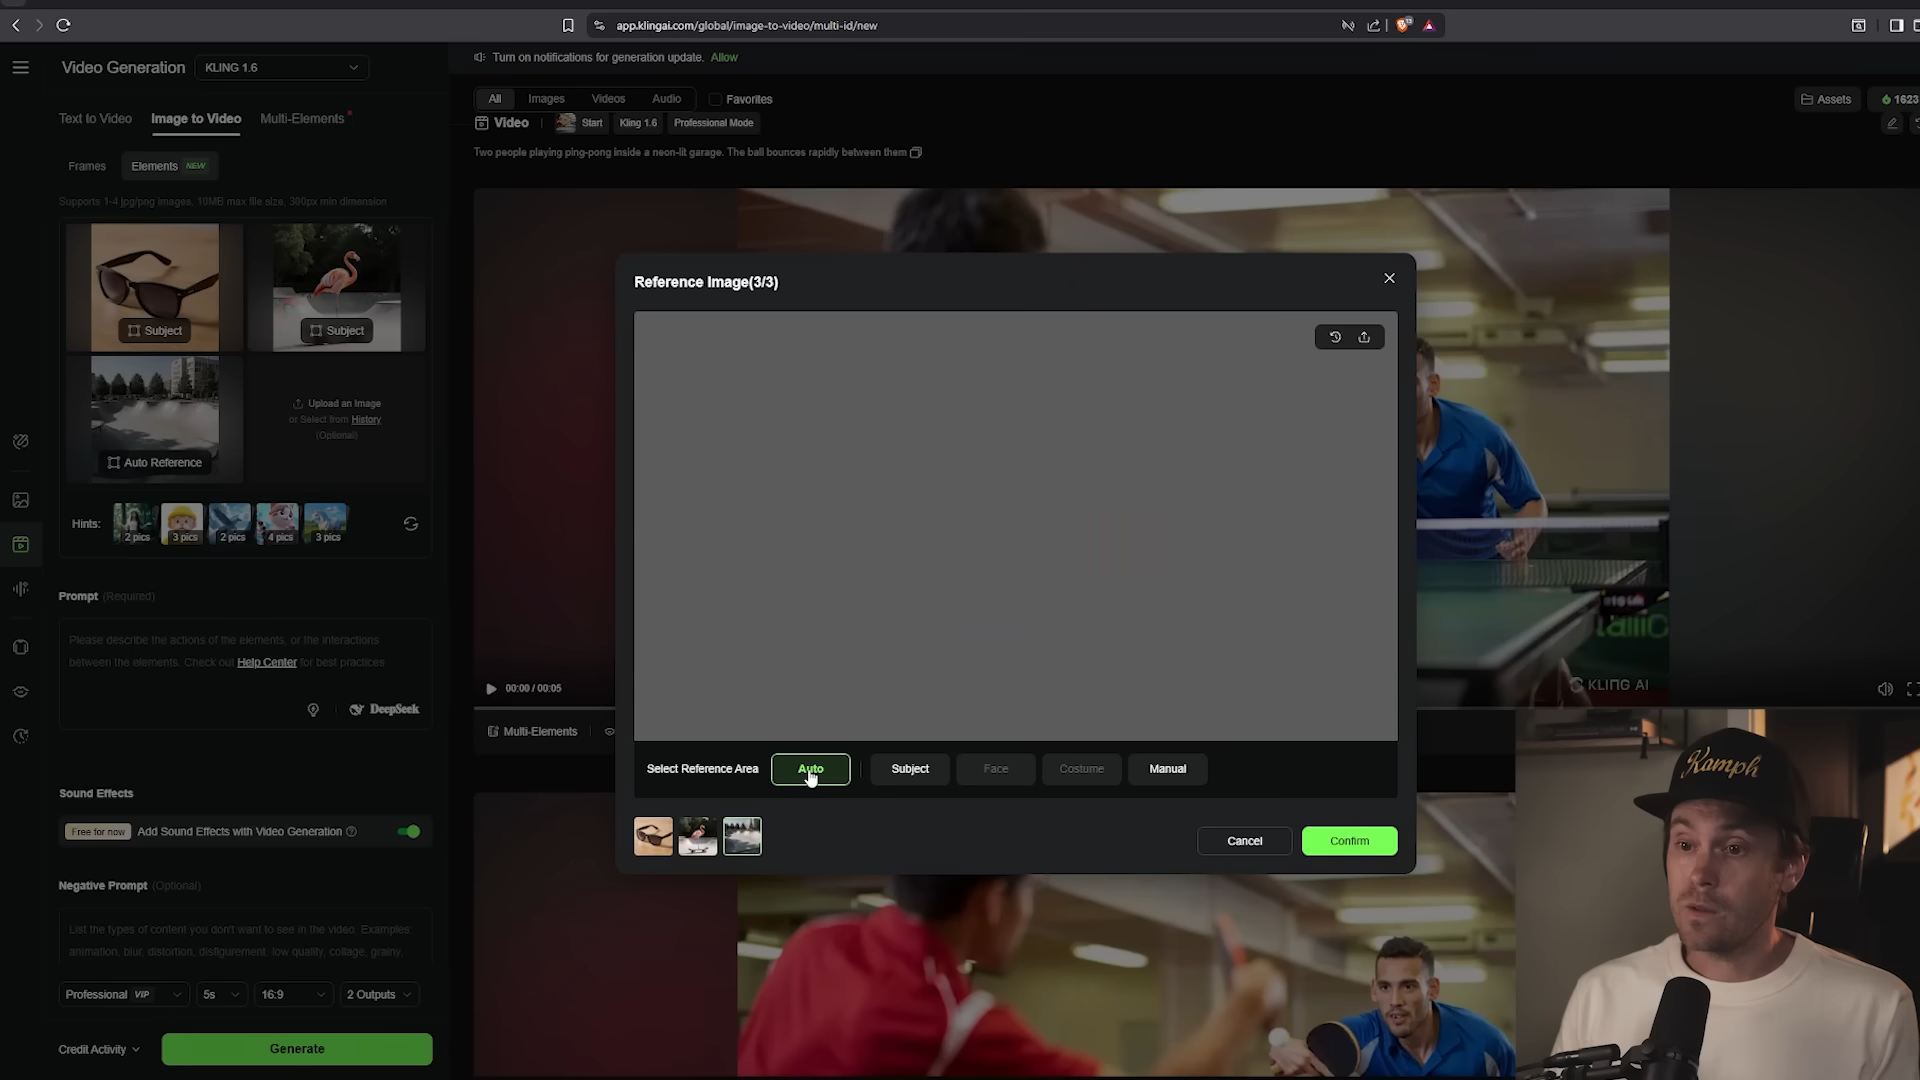 app.klingai.com/global/image-to-video/multi-id/new
Video Generation
KLING 1.6
Turn on notifications for generation update. Allow
All
Images
Videos
Audio
Favorites
Assets
1623
Text to Video
Image to Video
Multi-Elements
Video
Start
Kling 1.6
Professional Mode
Two people playing ping-pong inside a neon-lit garage. The ball bounces rapidly between them
Frames
Elements NEW
Supports 1-4 jpg/png images, 10MB max file size, 300px min dimension
Subject
Subject
Auto Reference
Upload an Image
or Select from History
(Optional)
Hints:
2 pics
3 pics
2 pics
4 pics
3 pics
Prompt (Required)
Please describe the actions of the elements, or the interactions
between the elements. Check out Help Center for best practices
DeepSeek
Sound Effects
Free for now
Add Sound Effects with Video Generation
Negative Prompt (Optional)
List the types of content you don't want to see in the video. Examples:
animation, blur, distortion, disfigurement, low quality, collage, grainy,
Professional VIP
5s
16:9
2 Outputs
Credit Activity
Generate
Reference Image(3/3)
Select Reference Area
Auto
Subject
Face
Costume
Manual
Cancel
Confirm
00:00 / 00:05
Multi-Elements
KLING AI
Kamph